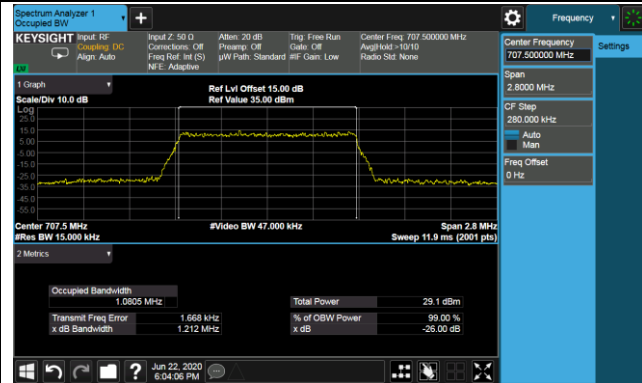 Spectrum Analyzer 1
Occupied BW
Frequency
KEYSIGHT
Input: RF
Coupling: DC
Align: Auto
Input Z: 50 Ω
Corrections: Off
Freq Ref: Int (S)
NFE: Adaptive
Atten: 20 dB
Preamp: Off
µW Path: Standard
Trig: Free Run
Gate: Off
#IF Gain: Low
Center Freq: 707.500000 MHz
Avg|Hold:>10/10
Radio Std: None
LM
Center Frequency
707.500000 MHz
Settings
Span
2.8000 MHz
CF Step
280.000 kHz
Auto
Man
Freq Offset
0 Hz
1 Graph
Scale/Div 10.0 dB
Ref Lvl Offset 15.00 dB
Ref Value 35.00 dBm
Log
25.0
15.0
5.00
-5.00
-15.0
-25.0
-35.0
-45.0
-55.0
Center 707.5 MHz
#Res BW 15.000 kHz
#Video BW 47.000 kHz
Span 2.8 MHz
Sweep 11.9 ms (2001 pts)
2 Metrics
Occupied Bandwidth
1.0805 MHz
Total Power 29.1 dBm
Transmit Freq Error 1.668 kHz
% of OBW Power 99.00 %
x dB Bandwidth 1.212 MHz
x dB -26.00 dB
Jun 22, 2020
6:04:06 PM